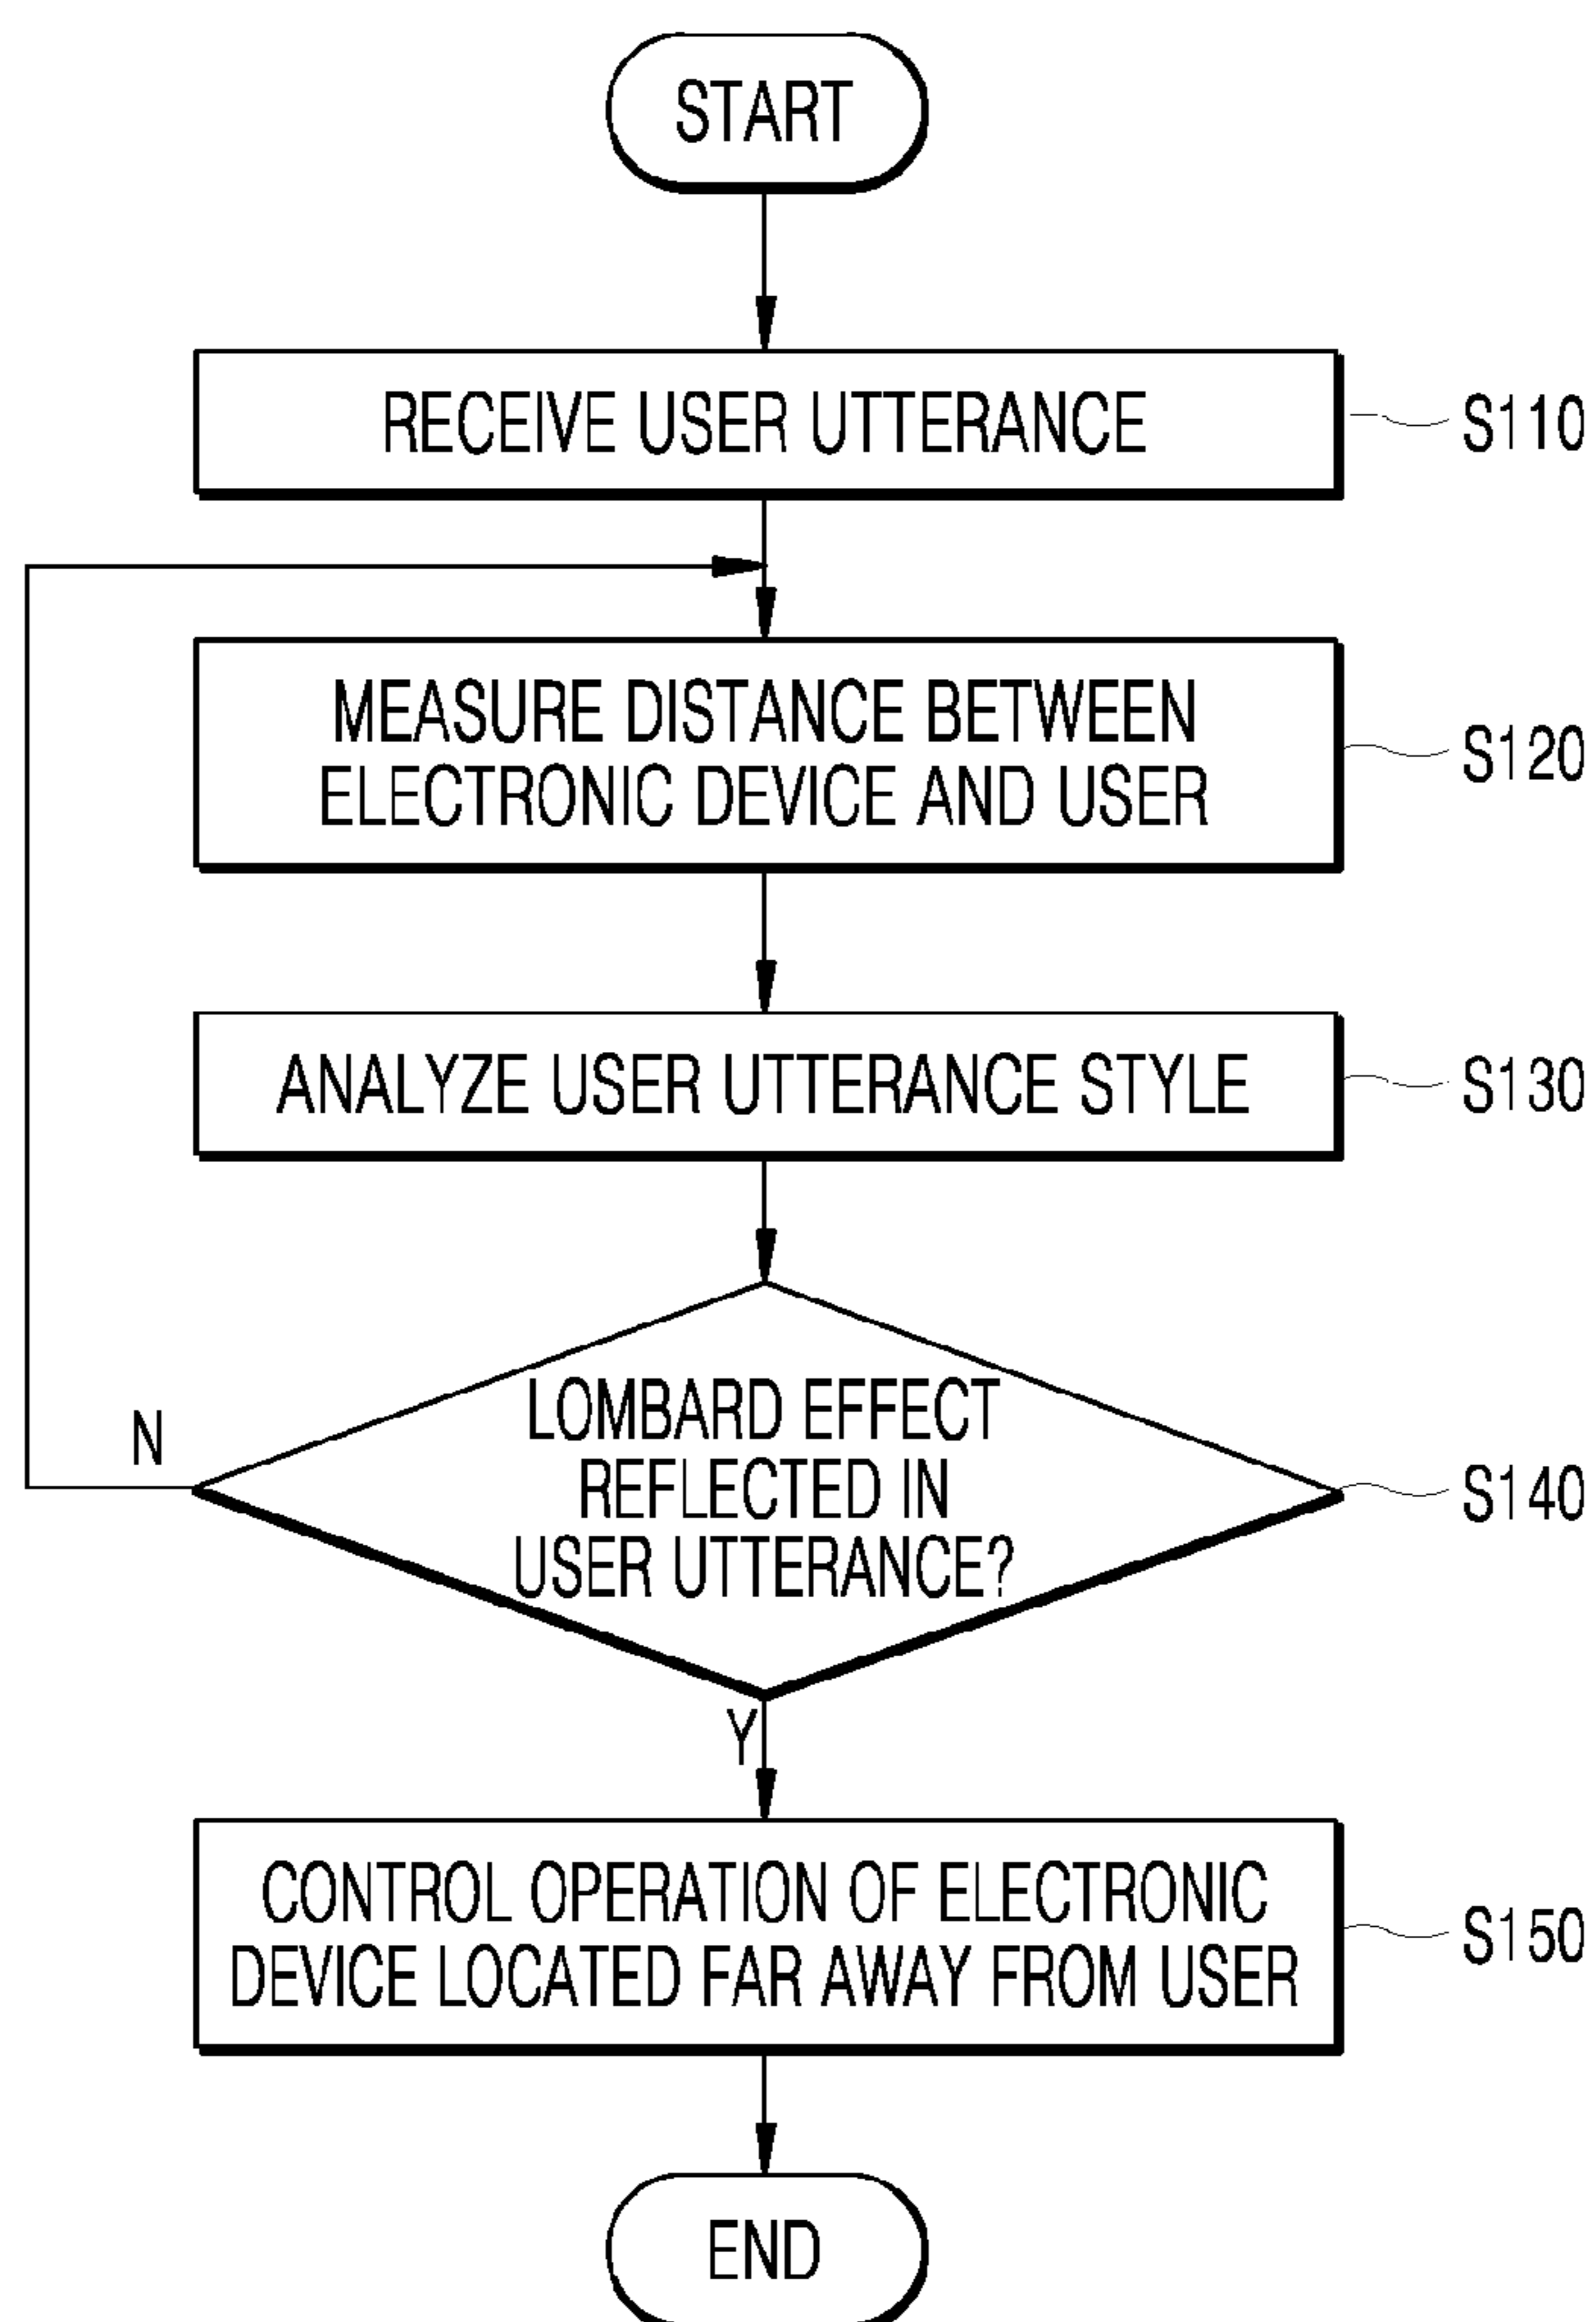 START
RECEIVE USER UTTERANCE
S110
MEASURE DISTANCE BETWEEN
ELECTRONIC DEVICE AND USER
S120
ANALYZE USER UTTERANCE STYLE
S130
LOMBARD EFFECT
REFLECTED IN
USER UTTERANCE?
S140
N
Y
CONTROL OPERATION OF ELECTRONIC
DEVICE LOCATED FAR AWAY FROM USER
S150
END